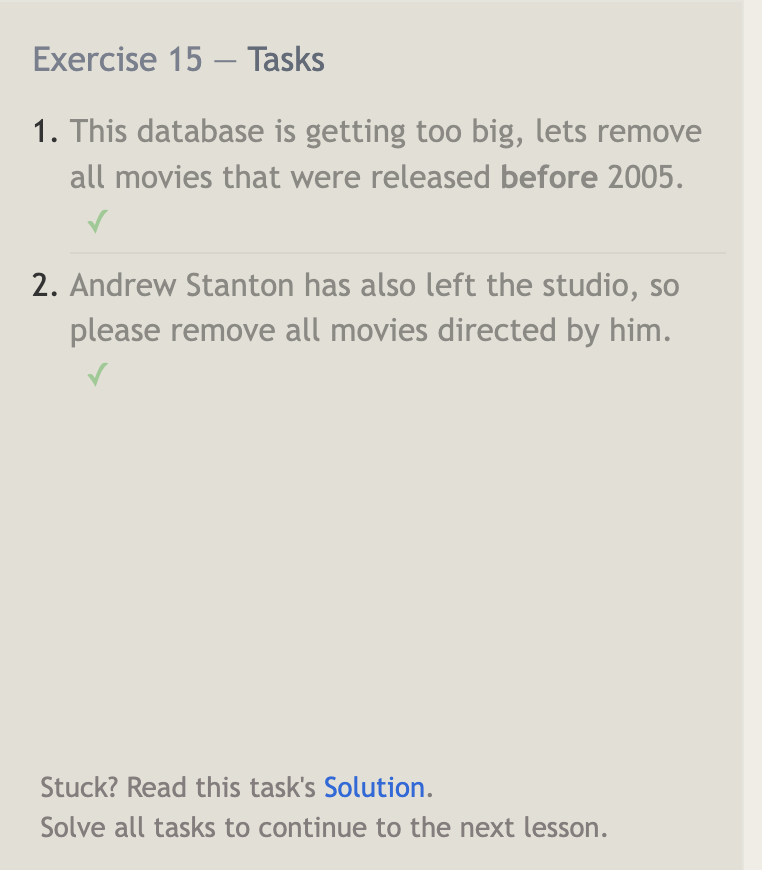 Exercise 15 — Tasks
1. This database is getting too big, lets remove
all movies that were released before 2005.
✓
2. Andrew Stanton has also left the studio, so
please remove all movies directed by him.
✓
Stuck? Read this task's Solution.
Solve all tasks to continue to the next lesson.